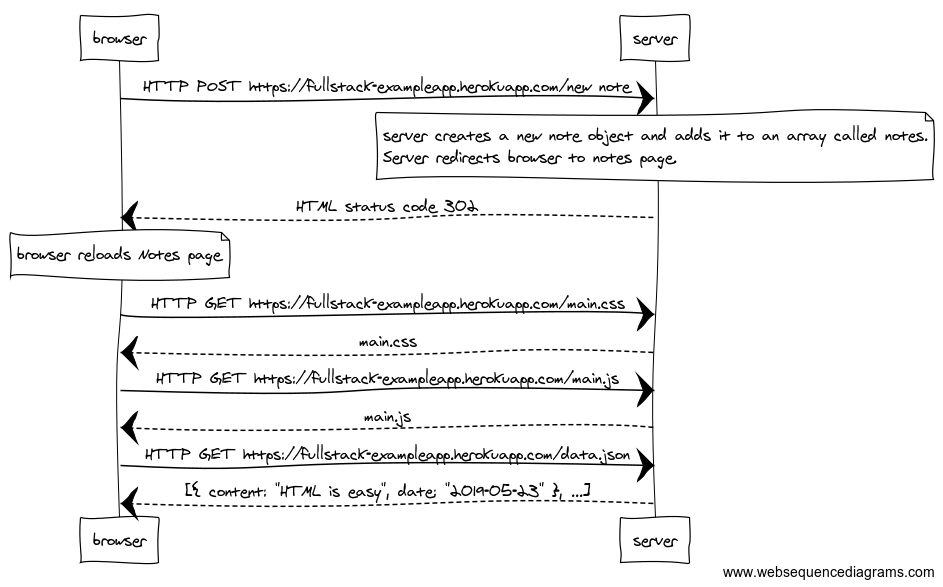 browser
server
HTTP POST https://fullstack-exampleapp.herokuapp.com/new note
server creates a new note object and adds it to an array called notes.
Server redirects browser to notes page.
HTML status code 302
browser reloads Notes page
HTTP GET https://fullstack-exampleapp.herokuapp.com/main.css
main.css
HTTP GET https://fullstack-exampleapp.herokuapp.com/main.js
main.js
HTTP GET https://fullstack-exampleapp.herokuapp.com/data.json
[{ content: "HTML is easy", date: "2019-05-23" }, ...]
browser
server
www.websequencediagrams.com